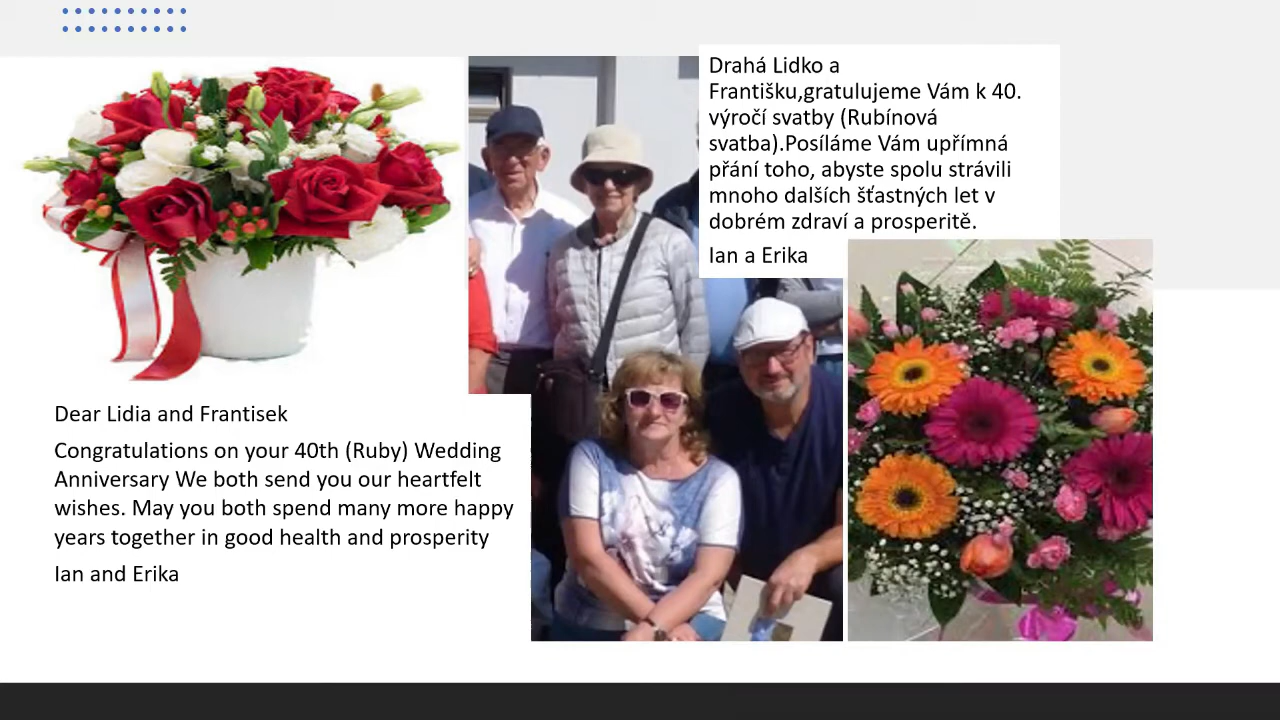 Drahá Lidko a
Františku,gratulujeme Vám k 40.
výročí svatby (Rubínová
svatba).Posíláme Vám upřímná
přání toho, abyste spolu strávili
mnoho dalších šťastných let v
dobrém zdraví a prosperitě.
Ian a Erika
Dear Lidia and Frantisek
Congratulations on your 40th (Ruby) Wedding
Anniversary We both send you our heartfelt
wishes. May you both spend many more happy
years together in good health and prosperity
Ian and Erika